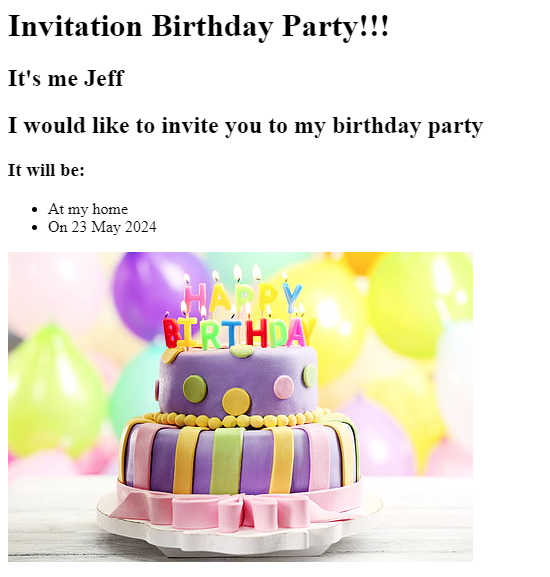 Invitation Birthday Party!!!
It's me Jeff
I would like to invite you to my birthday party
It will be:
At my home
On 23 May 2024
HAPPY
BIRTHDAY